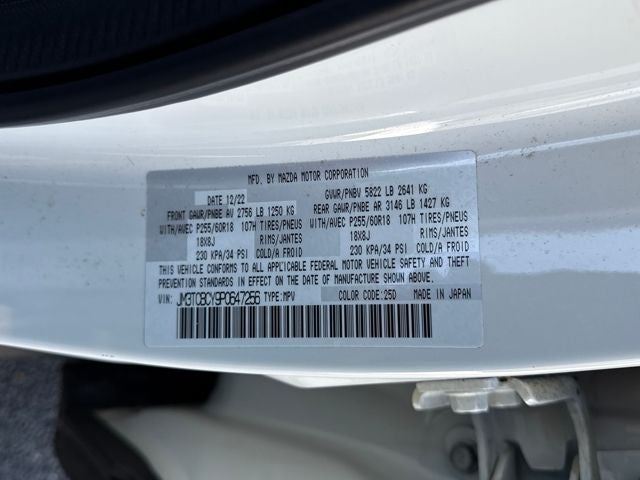 MFD. BY MAZDA MOTOR CORPORATION
DATE 12/22 GVWR/PNBV 5822 LB 2641 KG
FRONT GAWR/PNBE AV 2756 LB 1250 KG REAR GAWR/PNBE AR 3146 LB 1427 KG
WITH/AVEC P255/60R18 107H TIRES/PNEUS WITH/AVEC P255/60R18 107H TIRES/PNEUS
18X8J RIMS/JANTES 18X8J RIMS/JANTES
230 KPA/34 PSI COLD/A FROID 230 KPA/34 PSI COLD/A FROID
THIS VEHICLE CONFORMS TO ALL APPLICABLE FEDERAL MOTOR VEHICLE SAFETY AND THEFT
PREVENTION STANDARDS IN EFFECT ON THE DATE OF MANUFACTURE SHOWN ABOVE.
VIN: JM3TCBCY9P0647256 TYPE:MPV COLOR CODE: 25D MADE IN JAPAN